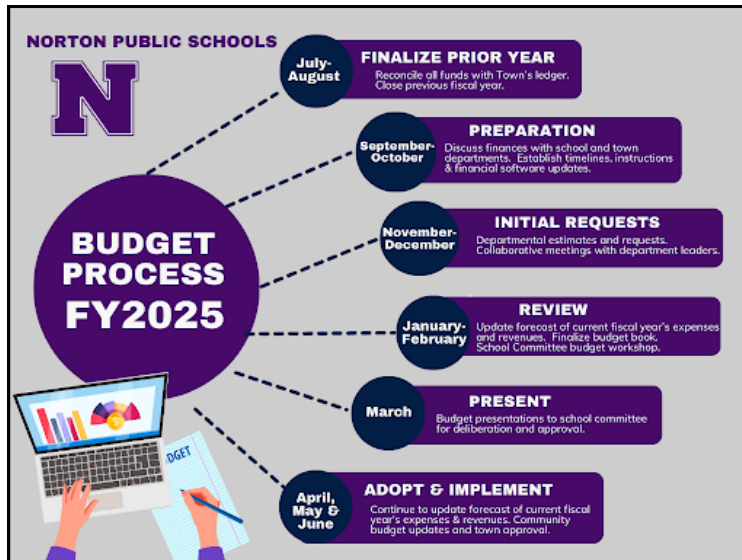 NORTON PUBLIC SCHOOLS
N
BUDGET
PROCESS
FY2025
July-
August
FINALIZE PRIOR YEAR
Reconcile all funds with Town's ledger.
Close previous fiscal year.
September-
October
PREPARATION
Discuss finances with school and town
departments. Establish timelines, instructions
& financial software updates.
November-
December
INITIAL REQUESTS
Departmental estimates and requests.
Collaborative meetings with department leaders.
January-
February
REVIEW
Update forecast of current fiscal year's expenses
and revenues. Finalize budget book.
School Committee budget workshop.
March
PRESENT
Budget presentations to school committee
for deliberation and approval.
April,
May &
June
ADOPT & IMPLEMENT
Continue to update forecast of current fiscal
year's expenses & revenues. Community
budget updates and town approval.
DGET